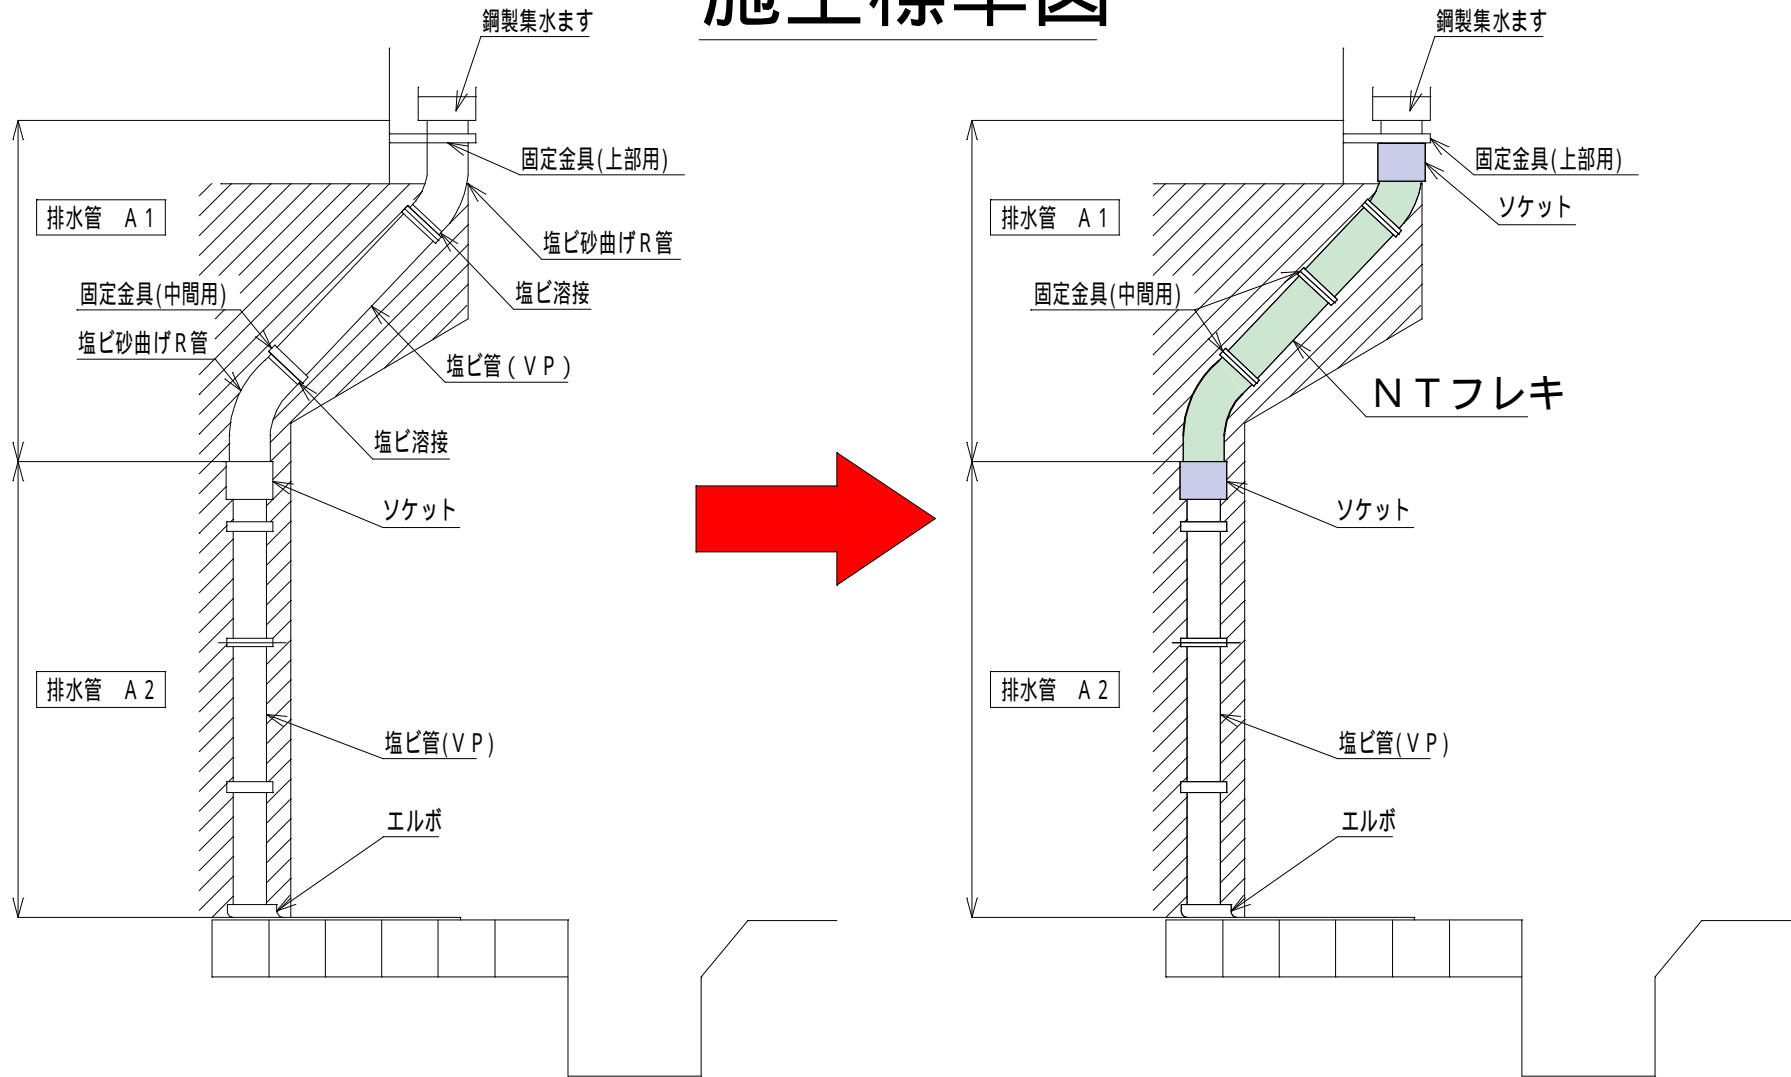 施工標準図
鋼製集水ます
固定金具(上部用)
排水管 A1
塩ビ砂曲げR管
塩ビ溶接
固定金具(中間用)
塩ビ砂曲げR管
塩ビ管(VP)
塩ビ溶接
ソケット
排水管 A2
塩ビ管(VP)
エルボ
鋼製集水ます
固定金具(上部用)
ソケット
排水管 A1
固定金具(中間用)
NTフレキ
ソケット
排水管 A2
塩ビ管(VP)
エルボ